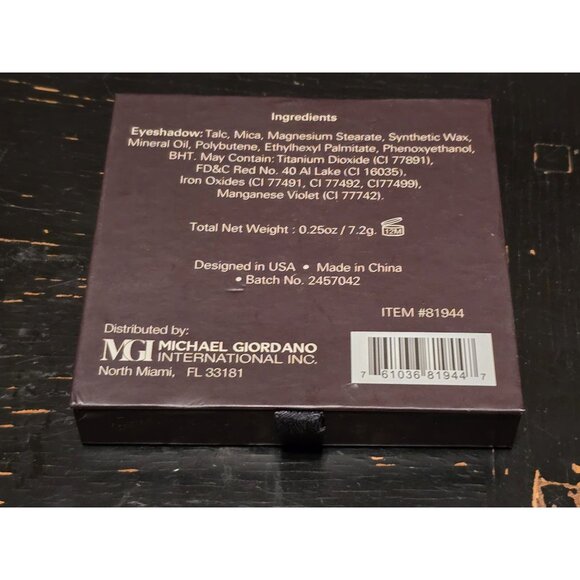 Ingredients
Eyeshadow: Talc, Mica, Magnesium Stearate, Synthetic Wax,
Mineral Oil, Polybutene, Ethylhexyl Palmitate, Phenoxyethanol,
BHT. May Contain: Titanium Dioxide (CI 77891),
FD&C Red No. 40 Al Lake (CI 16035).
Iron Oxides (CI 77491, CI 77492, CI77499),
Manganese Violet (CI 77742).
Total Net Weight : 0.25oz / 7.2g. 12M
Designed in USA • Made in China
• Batch No. 2457042
ITEM #81944
Distributed by:
MGI MICHAEL GIORDANO
INTERNATIONAL INC.
North Miami, FL 33181
7 61036 81944 7